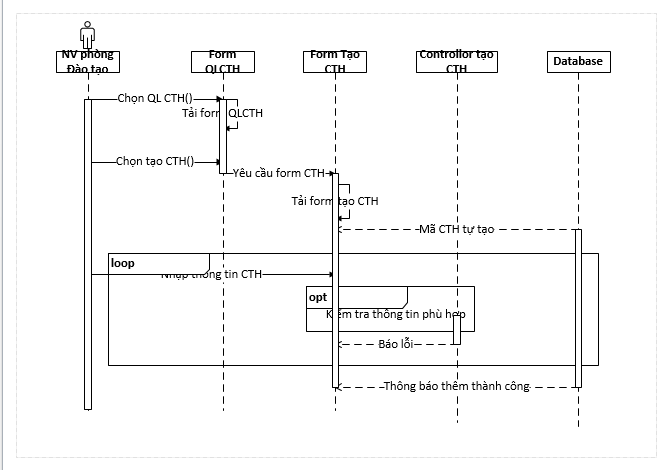 NV phòng
Đào tạo
Form
QLCTH
Form Tạo
CTH
Controllor tạo
CTH
Database
Chọn QL CTH()
Tải form QLCTH
Chọn tạo CTH()
Yêu cầu form CTH
Tải form tạo CTH
Mã CTH tự tạo
loop
Nhập thông tin CTH
opt
Kiểm tra thông tin phù hợp
Báo lỗi
Thông báo thêm thành công